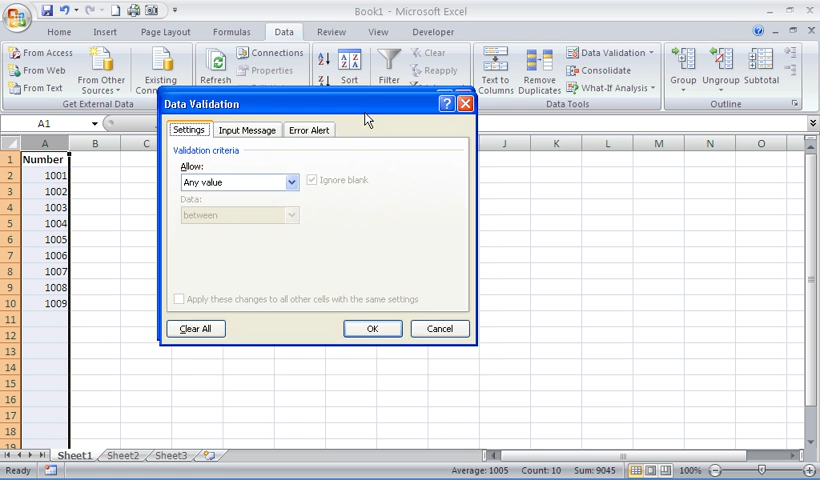 Book1 - Microsoft Excel
Home Insert Page Layout Formulas Data Review View Developer
From Access
From Web
From Text
From Other Sources
Existing Connections
Get External Data
Refresh
Connections
Properties
Sort
Filter
Clear
Reapply
Advanced
Text to Columns
Remove Duplicates
Data Validation
Consolidate
What-If Analysis
Data Tools
Group
Ungroup
Subtotal
Outline
A1
Data Validation
Settings Input Message Error Alert
Validation criteria
Allow:
Any value
Ignore blank
Data:
between
Apply these changes to all other cells with the same settings
Clear All OK Cancel
A B C J K L M N O
1 Number
2 1001
3 1002
4 1003
5 1004
6 1005
7 1006
8 1007
9 1008
10 1009
11
12
13
14
15
16
17
18
19
Sheet1 Sheet2 Sheet3
Ready Average: 1005 Count: 10 Sum: 9045 100%